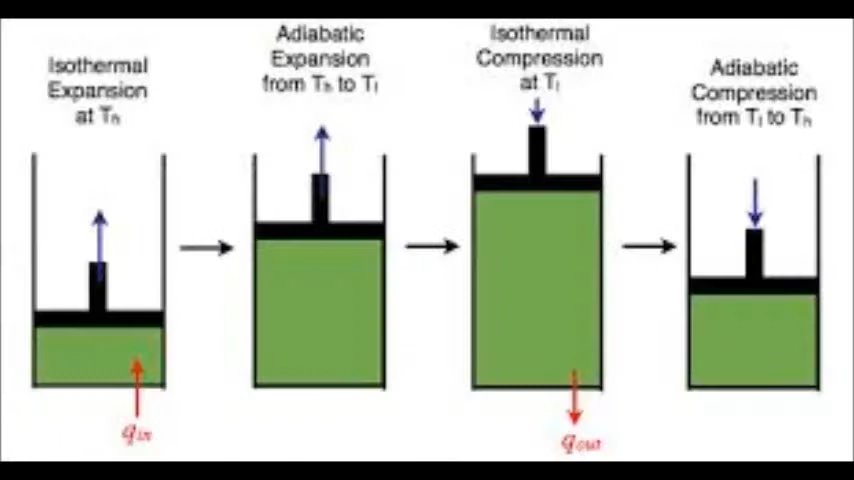 Isothermal
Expansion
at Th
qin
Adiabatic
Expansion
from Th to Tl
Isothermal
Compression
at Tl
qout
Adiabatic
Compression
from Tl to Th